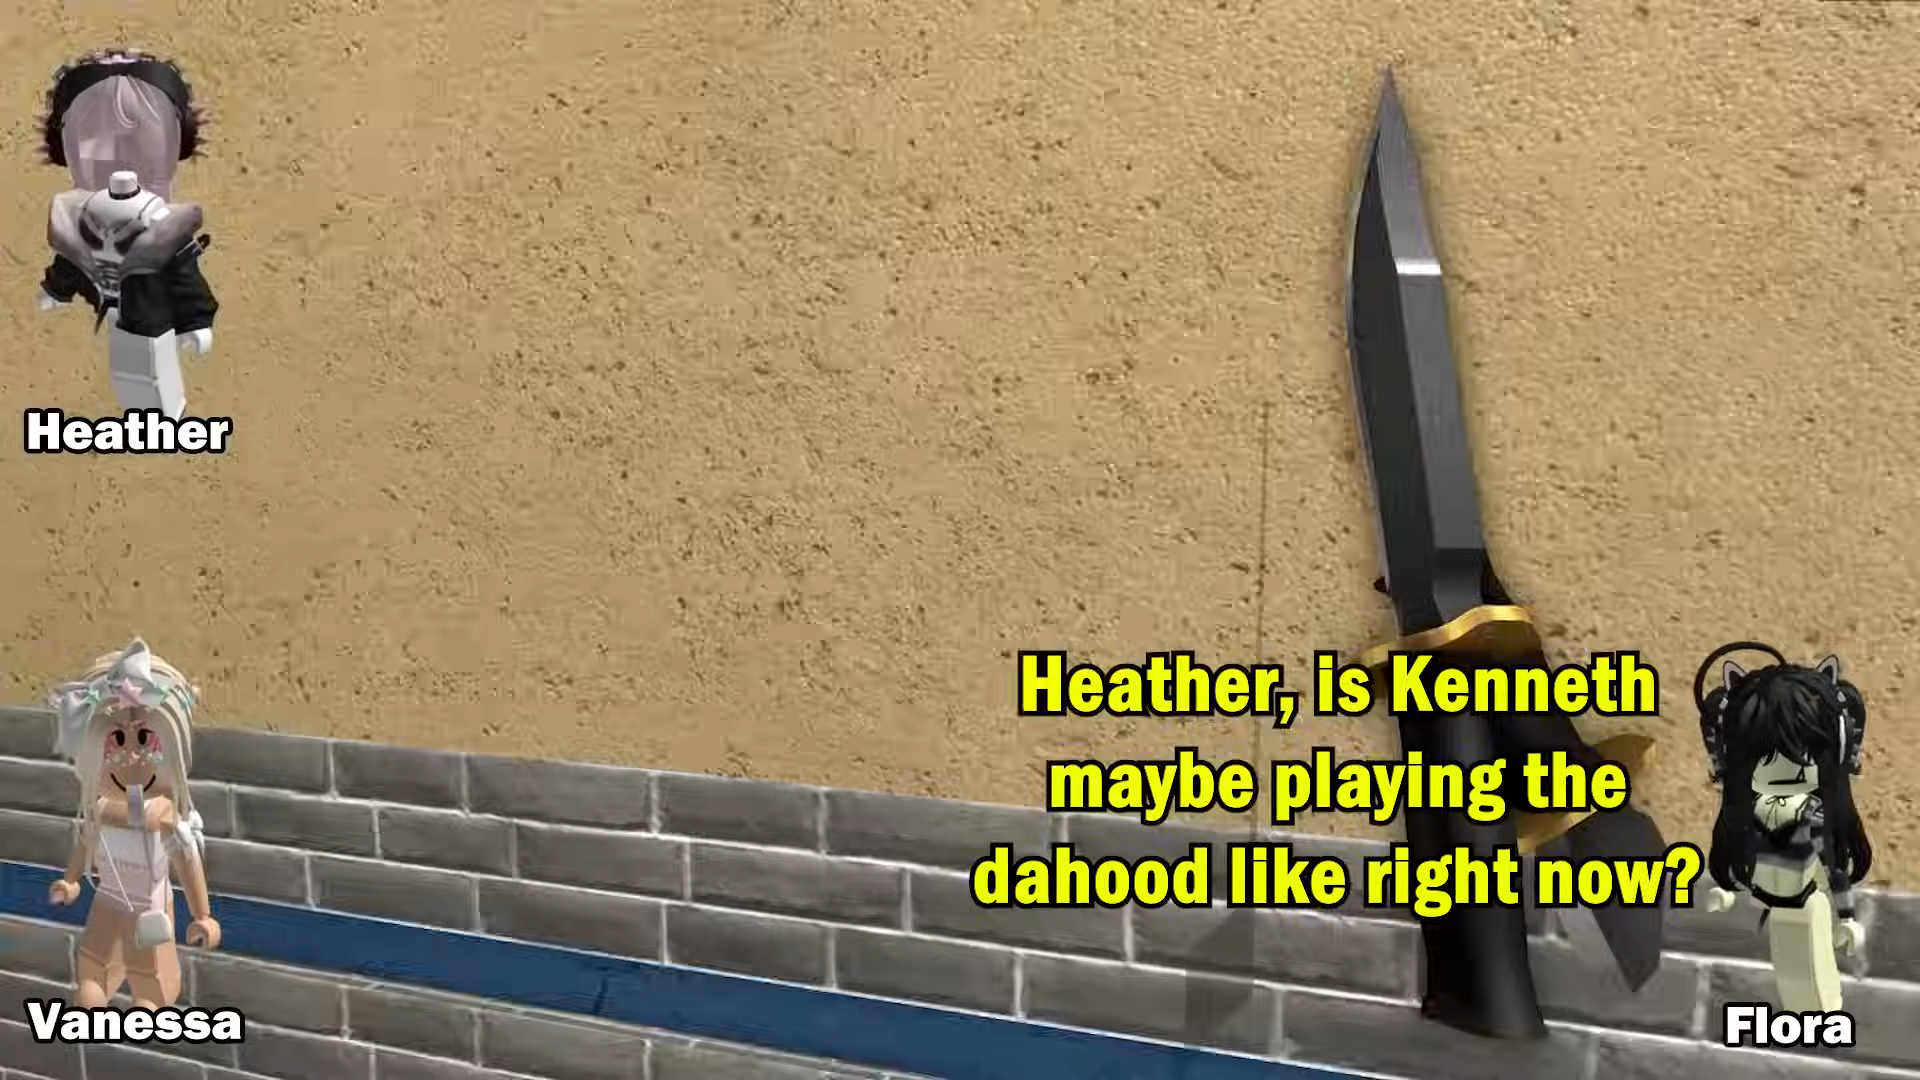 Heather
Heather, is Kenneth
maybe playing the
dahood like right now?
Vanessa
Flora